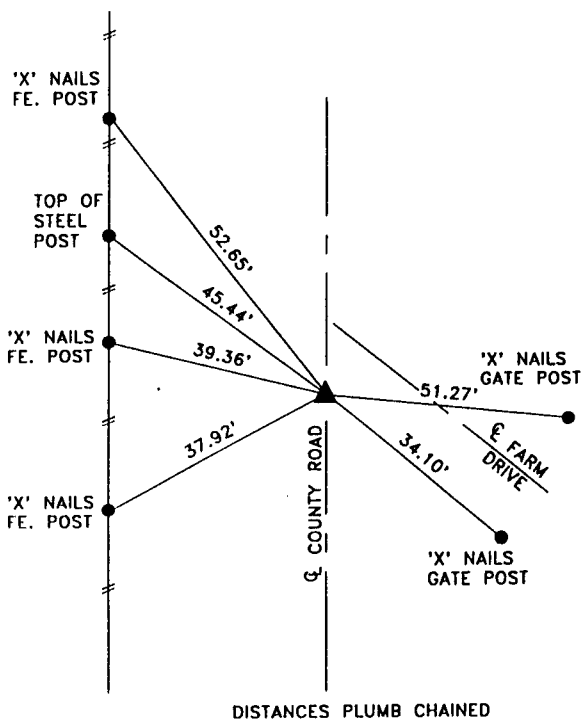 'X' NAILS
FE. POST
TOP OF
STEEL
POST
52.65'
45.44'
'X' NAILS
FE. POST
39.36'
'X' NAILS
GATE POST
51.27'
37.92'
34.10'
℄ FARM
DRIVE
'X' NAILS
FE. POST
℄ COUNTY ROAD
'X' NAILS
GATE POST
DISTANCES PLUMB CHAINED